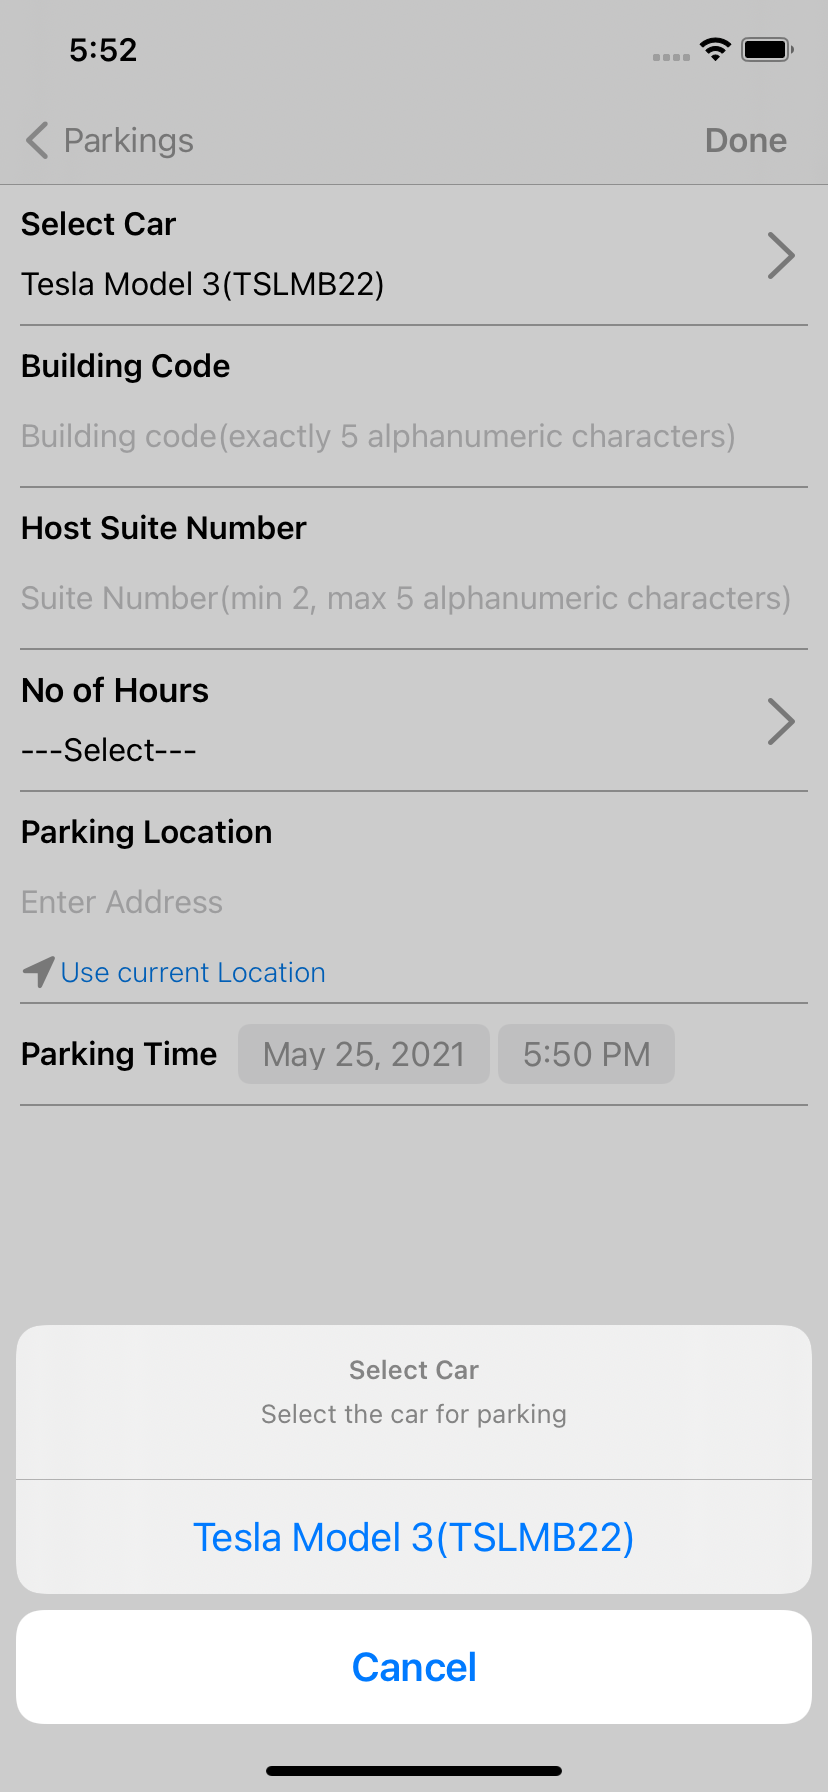 5:52
Parkings
Done
Select Car
Tesla Model 3(TSLMB22)
Building Code
Building code(exactly 5 alphanumeric characters)
Host Suite Number
Suite Number(min 2, max 5 alphanumeric characters)
No of Hours
---Select---
Parking Location
Enter Address
Use current Location
Parking Time May 25, 2021 5:50 PM
Select Car
Select the car for parking
Tesla Model 3(TSLMB22)
Cancel